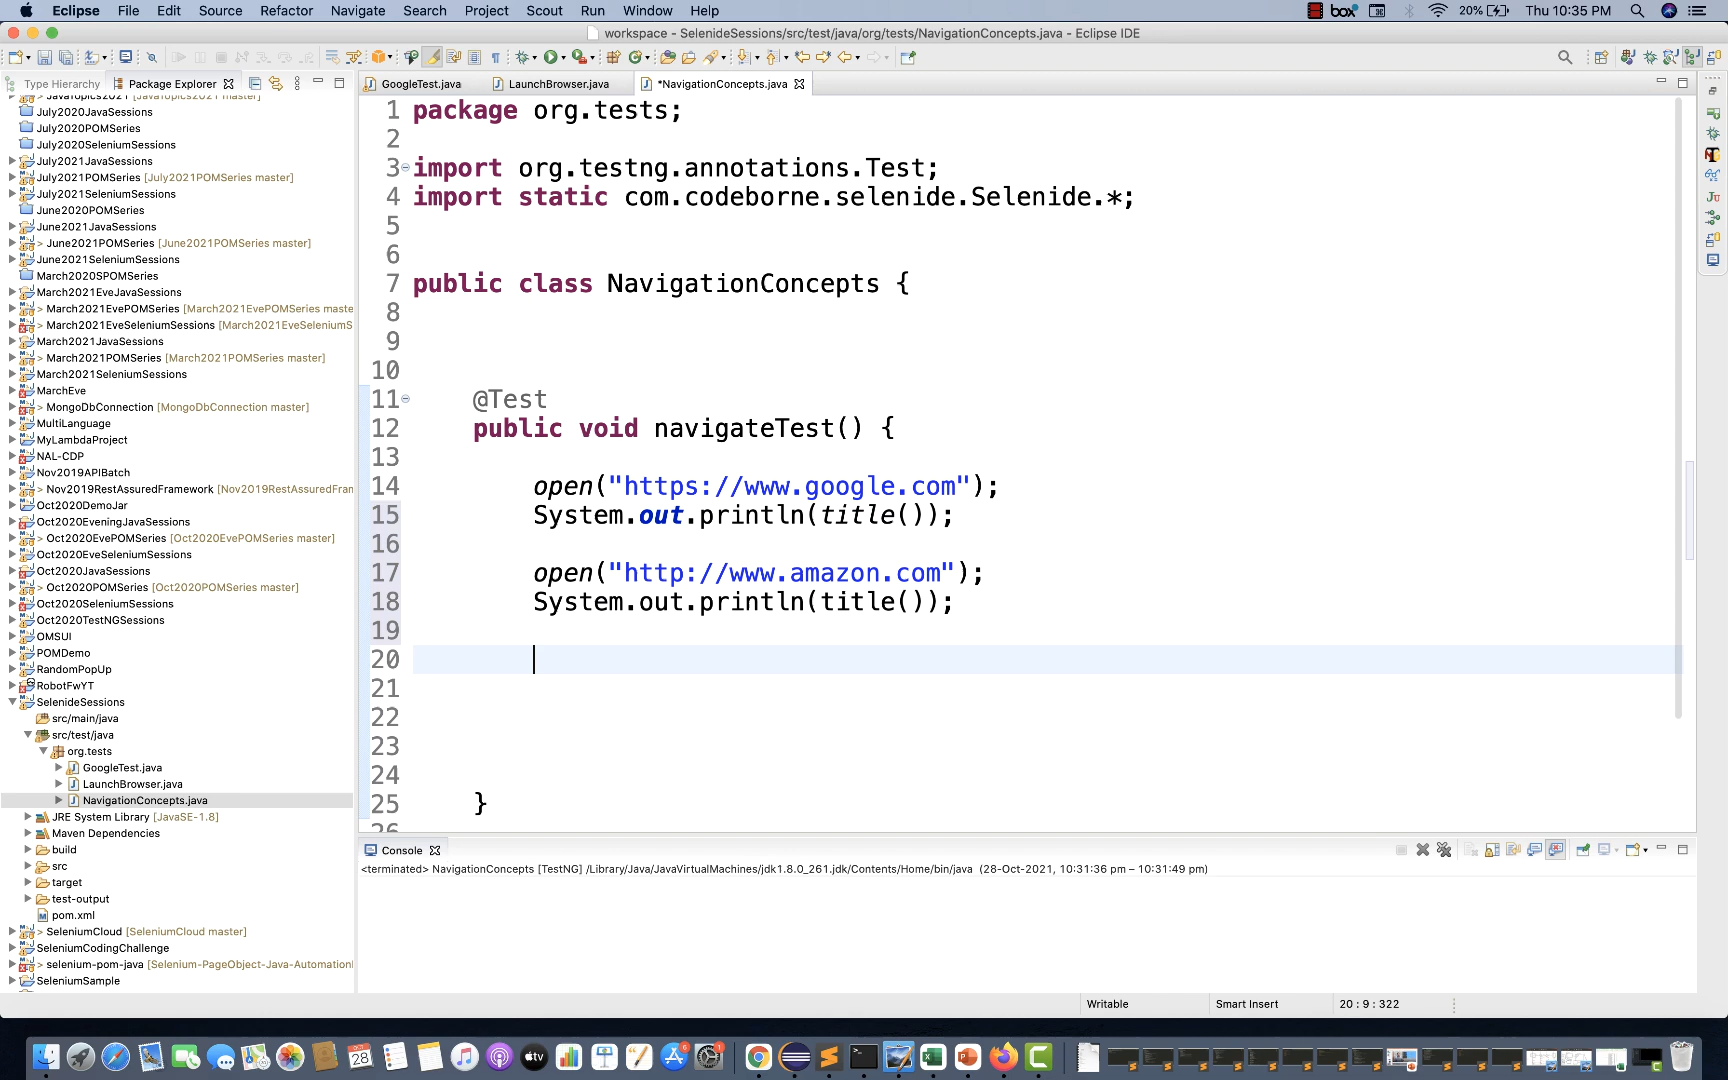 Eclipse File Edit Source Refactor Navigate Search Project Scout Run Window Help box 20% Thu 10:35 PM
workspace - SelenideSessions/src/test/java/org/tests/NavigationConcepts.java - Eclipse IDE
Type Hierarchy Package Explorer
GoogleTest.java LaunchBrowser.java *NavigationConcepts.java
JavaTopics2021 [JavaTopics2021 master]
July2020JavaSessions
July2020POMSeries
July2020SeleniumSessions
July2021JavaSessions
July2021POMSeries [July2021POMSeries master]
July2021SeleniumSessions
June2020POMSeries
June2021JavaSessions
> June2021POMSeries [June2021POMSeries master]
June2021SeleniumSessions
March2020SPOMSeries
March2021EveJavaSessions
> March2021EvePOMSeries [March2021EvePOMSeries maste
> March2021EveSeleniumSessions [March2021EveSeleniumS
March2021JavaSessions
> March2021POMSeries [March2021POMSeries master]
March2021SeleniumSessions
MarchEve
> MongoDbConnection [MongoDbConnection master]
MultiLanguage
MyLambdaProject
NAL-CDP
Nov2019APIBatch
> Nov2019RestAssuredFramework [Nov2019RestAssuredFran
Oct2020DemoJar
Oct2020EveningJavaSessions
> Oct2020EvePOMSeries [Oct2020EvePOMSeries master]
Oct2020EveSeleniumSessions
Oct2020JavaSessions
> Oct2020POMSeries [Oct2020POMSeries master]
Oct2020SeleniumSessions
Oct2020TestNGSessions
OMSUI
POMDemo
RandomPopUp
RobotFwYT
SelenideSessions
src/main/java
src/test/java
org.tests
GoogleTest.java
LaunchBrowser.java
NavigationConcepts.java
JRE System Library [JavaSE-1.8]
Maven Dependencies
build
src
target
test-output
pom.xml
> SeleniumCloud [SeleniumCloud master]
SeleniumCodingChallenge
> selenium-pom-java [Selenium-PageObject-Java-Automation
SeleniumSample
1 package org.tests;
2
3 import org.testng.annotations.Test;
4 import static com.codeborne.selenide.Selenide.*;
5
6
7 public class NavigationConcepts {
8
9
10
11 @Test
12 public void navigateTest() {
13
14 open("https://www.google.com");
15 System.out.println(title());
16
17 open("http://www.amazon.com");
18 System.out.println(title());
19
20
21
22
23
24
25 }
26
Console
<terminated> NavigationConcepts [TestNG] /Library/Java/JavaVirtualMachines/jdk1.8.0_261.jdk/Contents/Home/bin/java (28-Oct-2021, 10:31:36 pm – 10:31:49 pm)
Writable Smart Insert 20 : 9 : 322